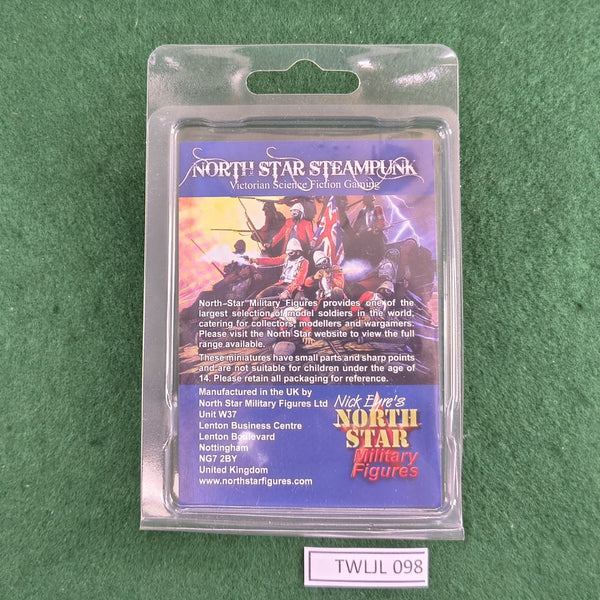 NORTH STAR STEAMPUNK
Victorian Science Fiction Gaming
North-Star Military Figures provides one of the
largest selection of model soldiers in the world,
catering for collectors, modellers and wargamers.
Please visit the North Star website to view the full
range available.
These miniatures have small parts and sharp points
and are not suitable for children under the age of
14. Please retain all packaging for reference.
Manufactured in the UK by
North Star Military Figures Ltd
Unit W37
Lenton Business Centre
Lenton Boulevard
Nottingham
NG7 2BY
United Kingdom
www.northstarfigures.com
Nick Eyre's
NORTH
STAR
Military
Figures
TWLJL 098